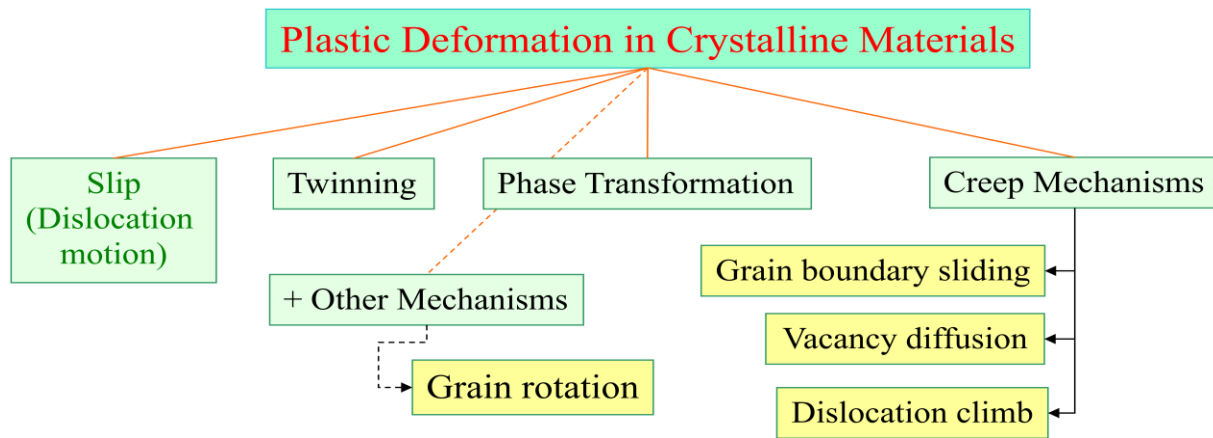 Plastic Deformation in Crystalline Materials
Slip
(Dislocation
motion)
Twinning
Phase Transformation
Creep Mechanisms
+ Other Mechanisms
Grain rotation
Grain boundary sliding
Vacancy diffusion
Dislocation climb